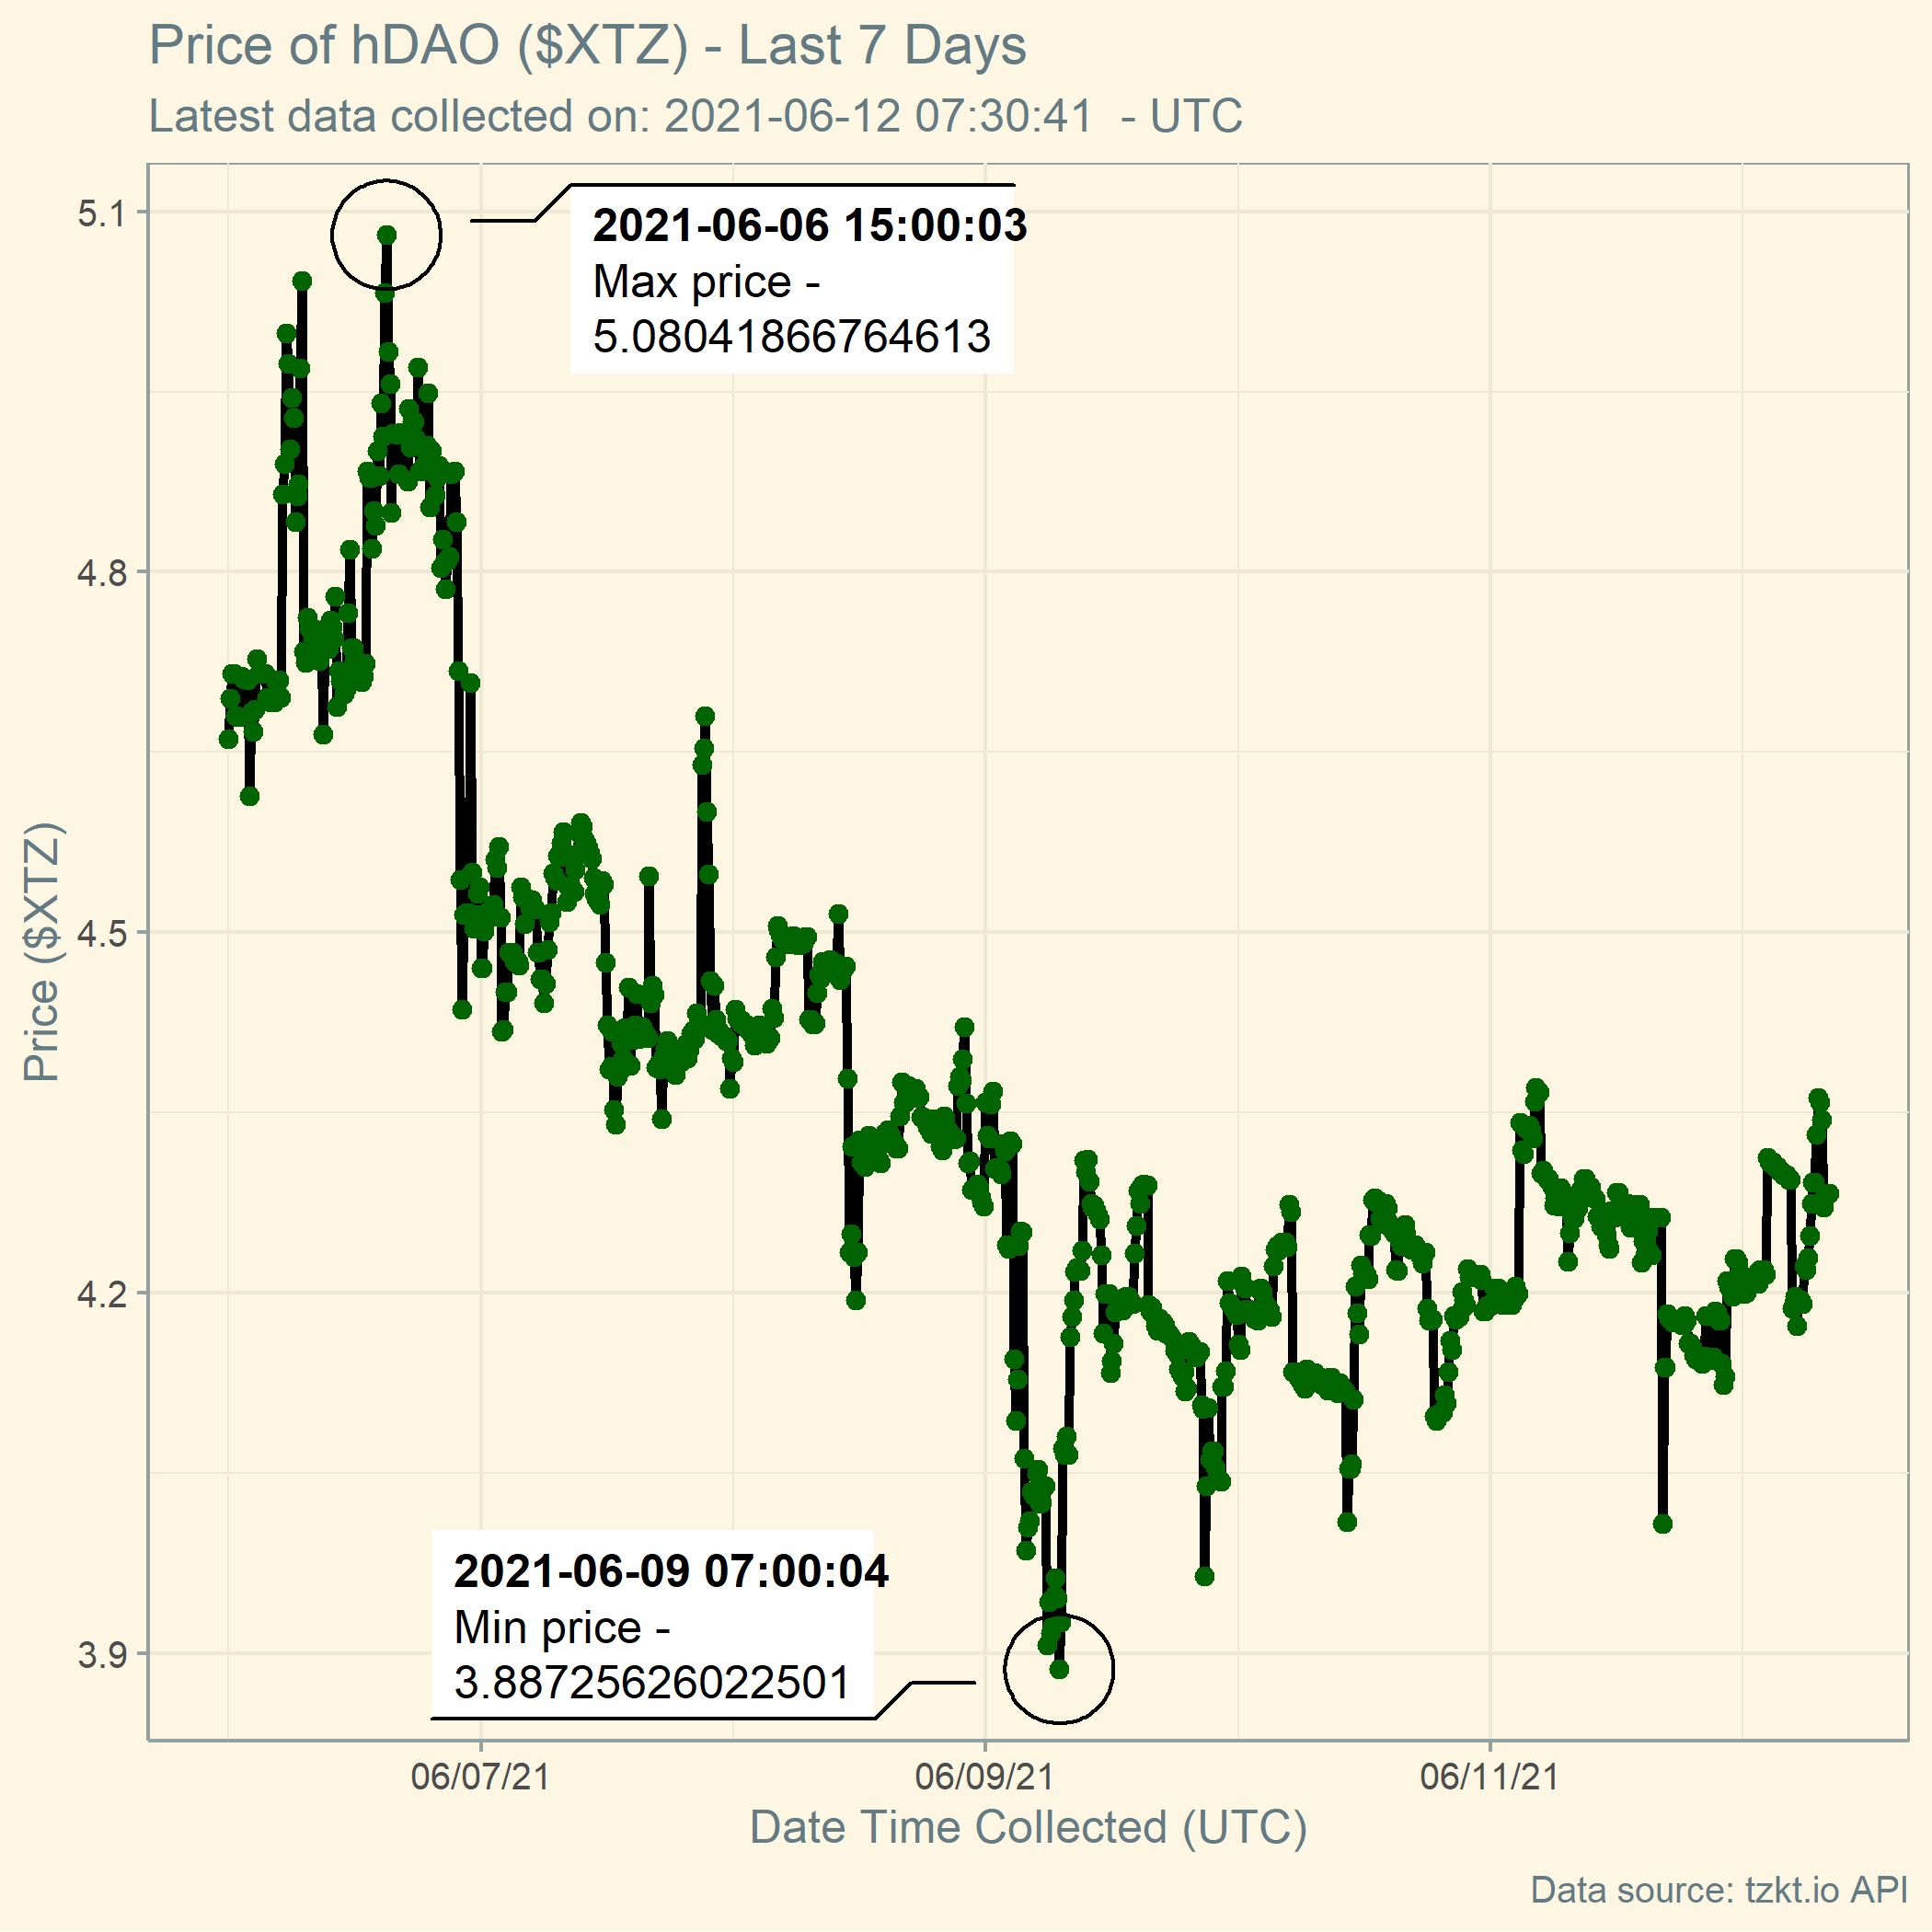 Price of hDAO ($XTZ) - Last 7 Days
Latest data collected on: 2021-06-12 07:30:41  - UTC
5.1
2021-06-06 15:00:03
Max price -
5.08041866764613
4.8
Price ($XTZ)
4.5
4.2
2021-06-09 07:00:04
Min price -
3.88725626022501
3.9
06/07/21
06/09/21
06/11/21
Date Time Collected (UTC)
Data source: tzkt.io API